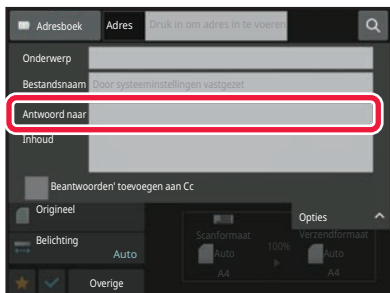 Adresboek
Adres
Druk in om adres in te voeren
Onderwerp
Bestandsnaam
Door systeeminstellingen vastgezet
Antwoord naar
Inhoud
Beantwoorden' toevoegen aan Cc
Origineel
Opties
Belichting
Auto
Scanformaat
Auto
A4
100%
Verzendformaat
Auto
A4
Overige